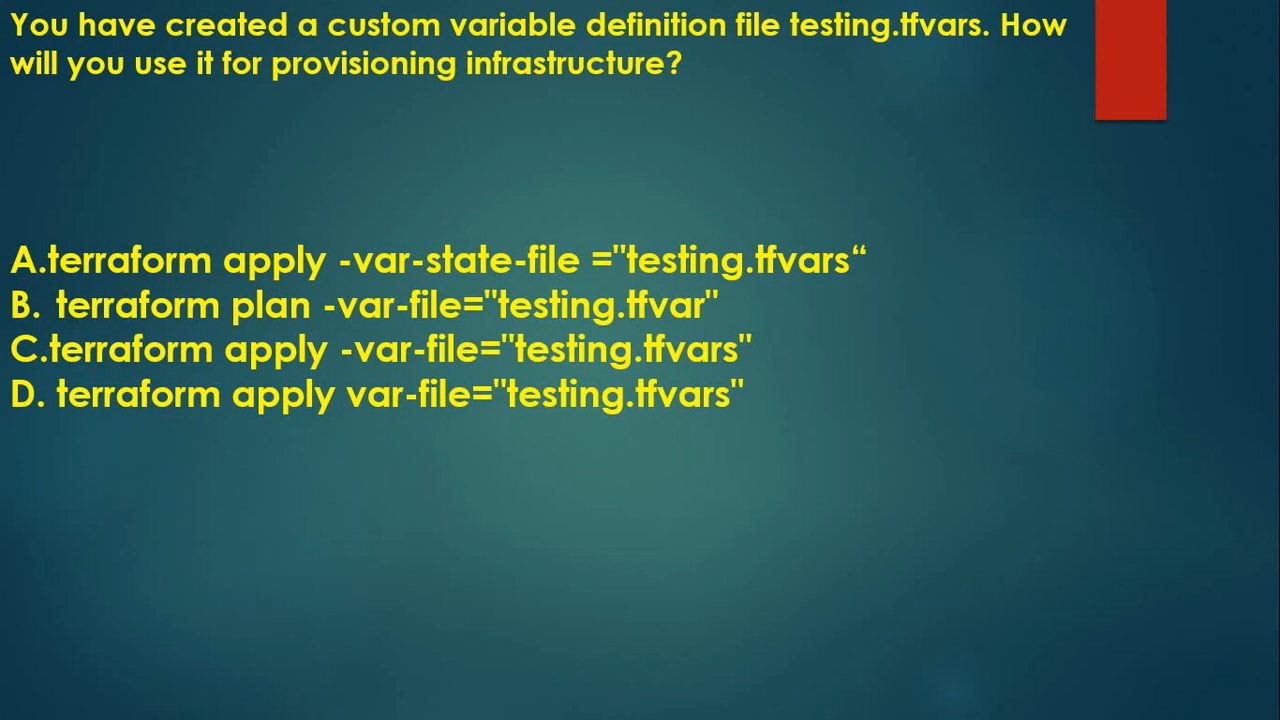 You have created a custom variable definition file testing.tfvars. How
will you use it for provisioning infrastructure?
A.terraform apply -var-state-file ="testing.tfvars“
B. terraform plan -var-file="testing.tfvar"
C.terraform apply -var-file="testing.tfvars"
D. terraform apply var-file="testing.tfvars"